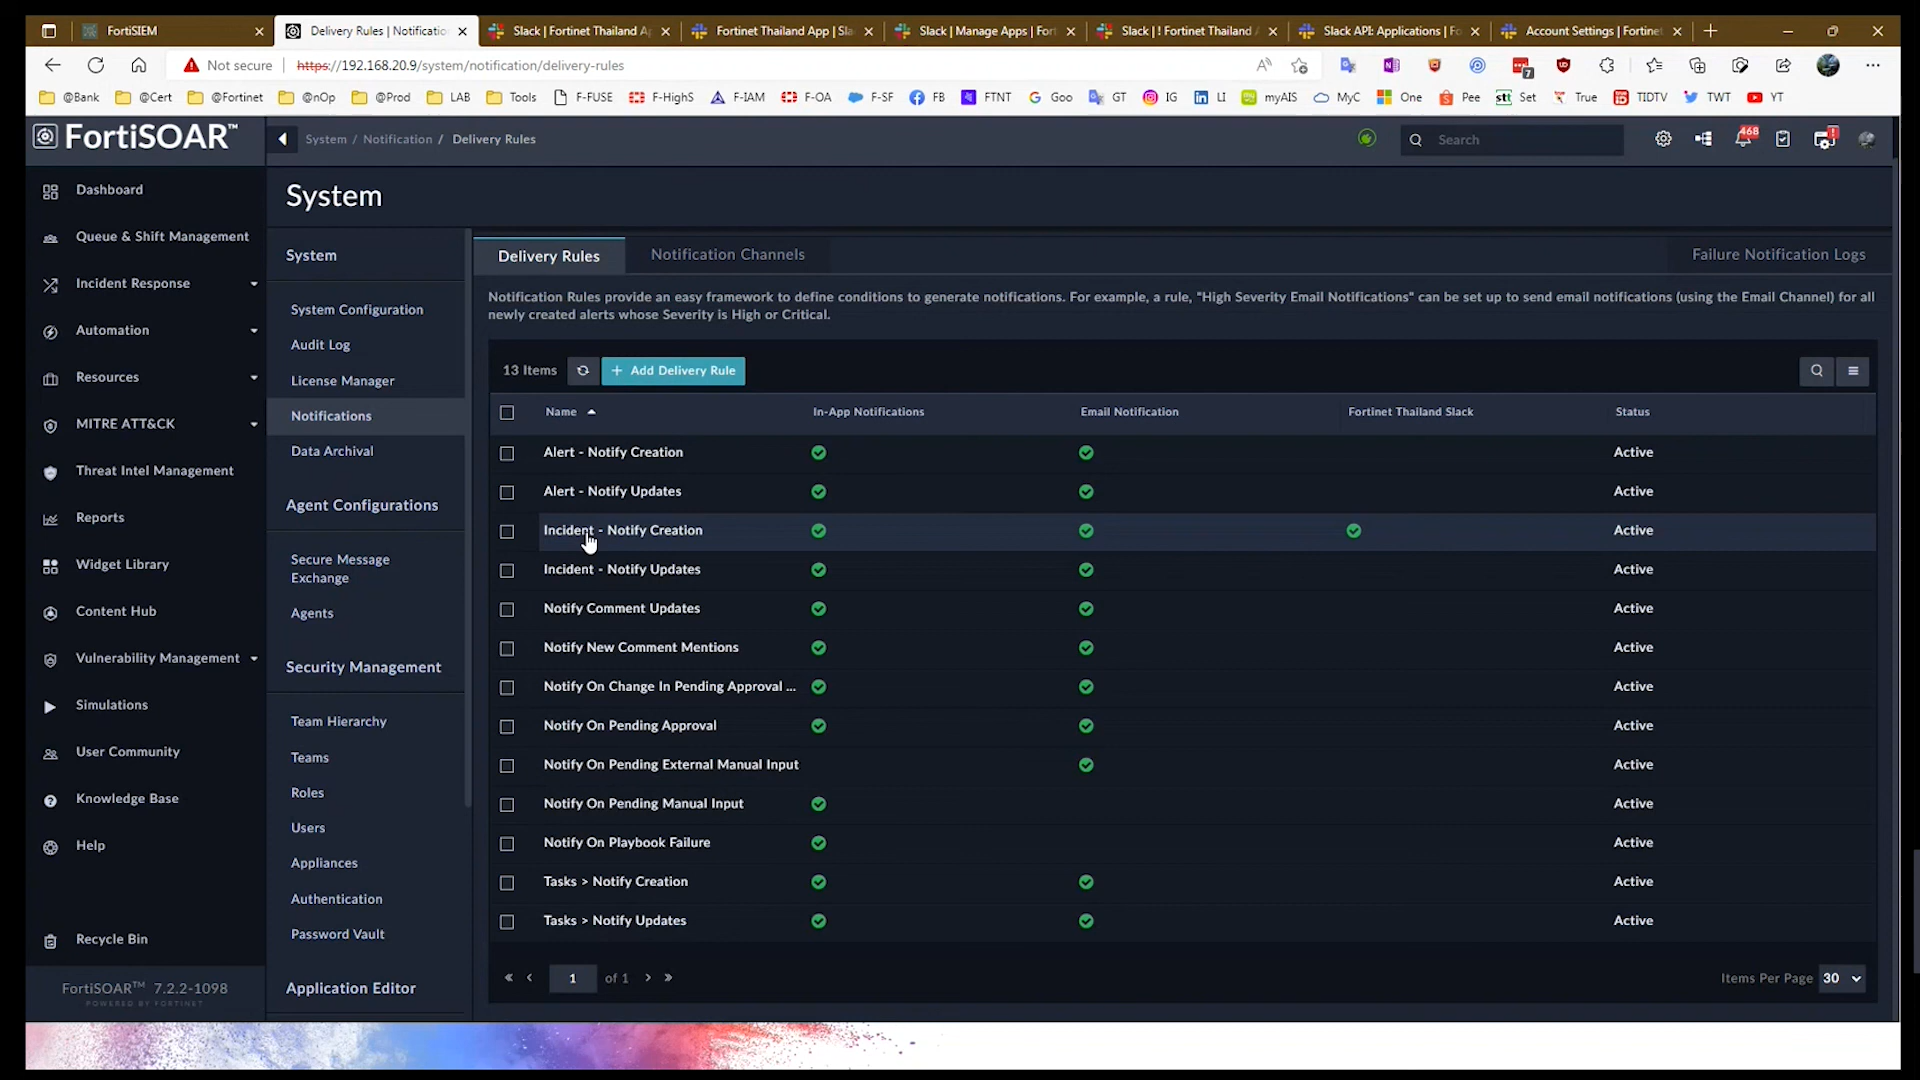 FortiSIEM
Delivery Rules | Notificatio
Slack | Fortinet Thailand A
Fortinet Thailand App | Sla
Slack | Manage Apps | For
Slack | ! Fortinet Thailand
Slack API: Applications | Fo
Account Settings | Fortinet
Not secure
https://192.168.20.9/system/notification/delivery-rules
7
@Bank
@Cert
@Fortinet
@nOp
@Prod
LAB
Tools
F-FUSE
F-HighS
F-IAM
F-OA
F-SF
FB
FTNT
Goo
GT
IG
LI
myAIS
MyC
One
Pee
Set
True
TIDTV
TWT
YT
FortiSOAR™
System / Notification / Delivery Rules
Search
468
Dashboard
Queue & Shift Management
Incident Response
Automation
Resources
MITRE ATT&CK
Threat Intel Management
Reports
Widget Library
Content Hub
Vulnerability Management
Simulations
User Community
Knowledge Base
Help
Recycle Bin
FortiSOAR™ 7.2.2-1098
POWERED BY FORTINET
System
System
System Configuration
Audit Log
License Manager
Notifications
Data Archival
Agent Configurations
Secure Message
Exchange
Agents
Security Management
Team Hierarchy
Teams
Roles
Users
Appliances
Authentication
Password Vault
Application Editor
Delivery Rules
Notification Channels
Failure Notification Logs
Notification Rules provide an easy framework to define conditions to generate notifications. For example, a rule, "High Severity Email Notifications" can be set up to send email notifications (using the Email Channel) for all
newly created alerts whose Severity is High or Critical.
13 Items
+ Add Delivery Rule
Name In-App Notifications Email Notification Fortinet Thailand Slack Status
Alert - Notify Creation Active
Alert - Notify Updates Active
Incident - Notify Creation Active
Incident - Notify Updates Active
Notify Comment Updates Active
Notify New Comment Mentions Active
Notify On Change In Pending Approval ... Active
Notify On Pending Approval Active
Notify On Pending External Manual Input Active
Notify On Pending Manual Input Active
Notify On Playbook Failure Active
Tasks > Notify Creation Active
Tasks > Notify Updates Active
« ‹ 1 of 1 › »
Items Per Page 30